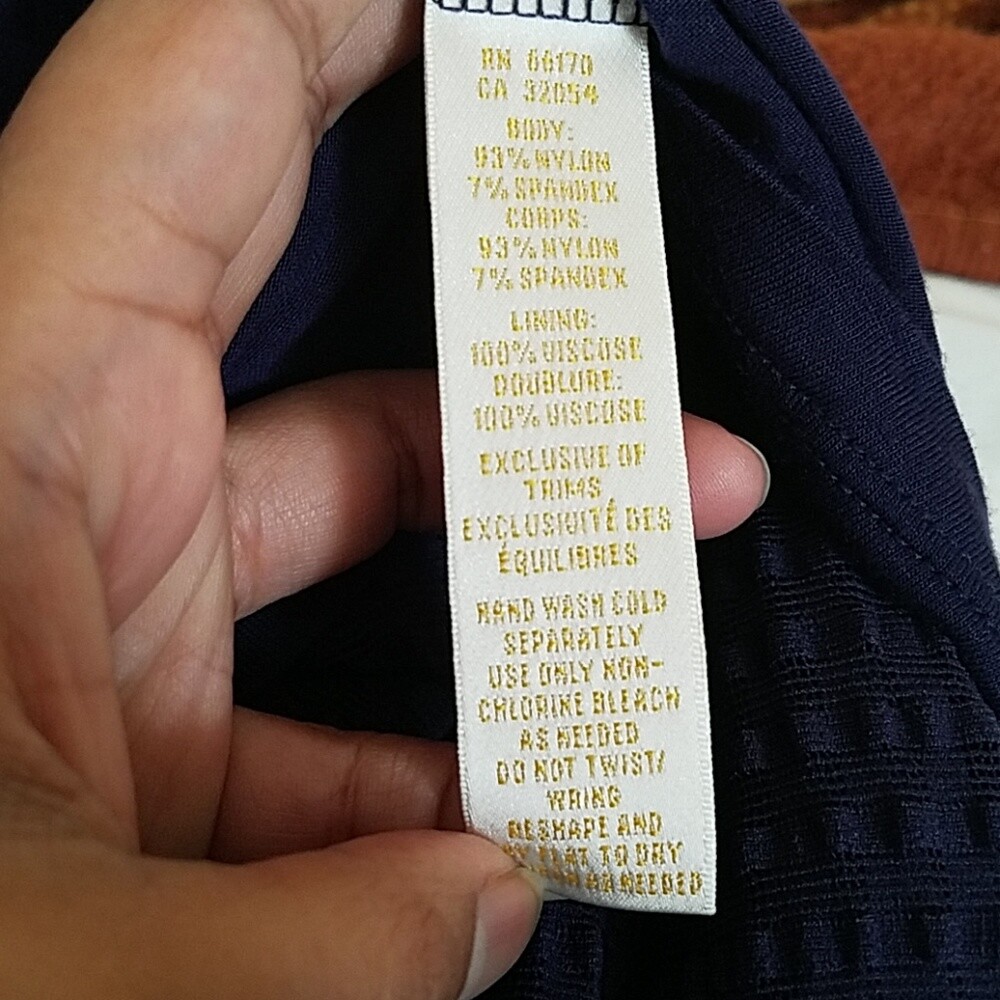 RN 66170
CA 32054
BODY:
93% NYLON
7% SPANDEX
CORPS:
93% NYLON
7% SPANDEX
LINING:
100% VISCOSE
DOUBLURE:
100% VISCOSE
EXCLUSIVE OF
TRIMS
EXCLUSIVITÉ DES
ÉQUILIBRES
HAND WASH COLD
SEPARATELY
USE ONLY NON-
CHLORINE BLEACH
AS NEEDED
DO NOT TWIST/
WRING
RESHAPE AND
FLAT TO DRY
AS NEEDED